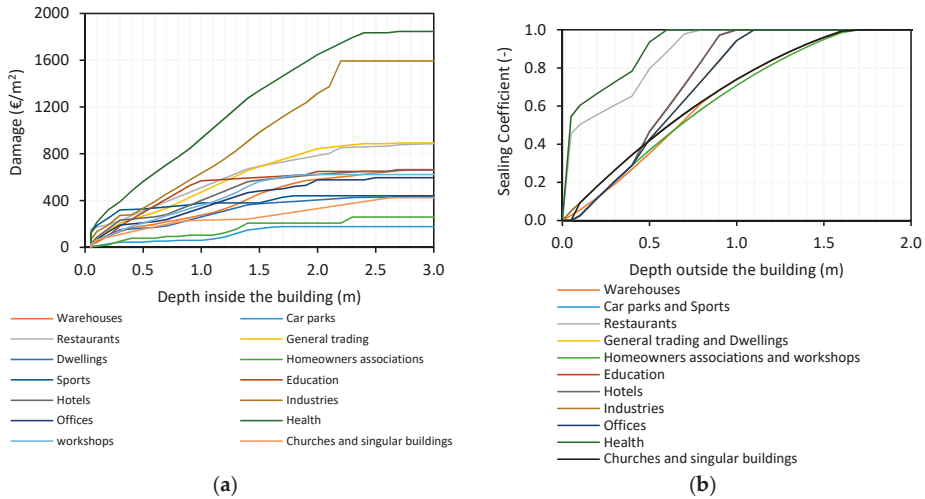 2000
1600
1200
800
400
0
Damage (€/m²)
0.0 0.5 1.0 1.5 2.0 2.5 3.0
Depth inside the building (m)
Warehouses Car parks
Restaurants General trading
Dwellings Homeowners associations
Sports Education
Hotels Industries
Offices Health
workshops Churches and singular buildings
(a)
1.0
0.8
0.6
0.4
0.2
0.0
Sealing Coefficient (-)
0.0 0.5 1.0 1.5 2.0
Depth outside the building (m)
Warehouses
Car parks and Sports
Restaurants
General trading and Dwellings
Homeowners associations and workshops
Education
Hotels
Industries
Offices
Health
Churches and singular buildings
(b)